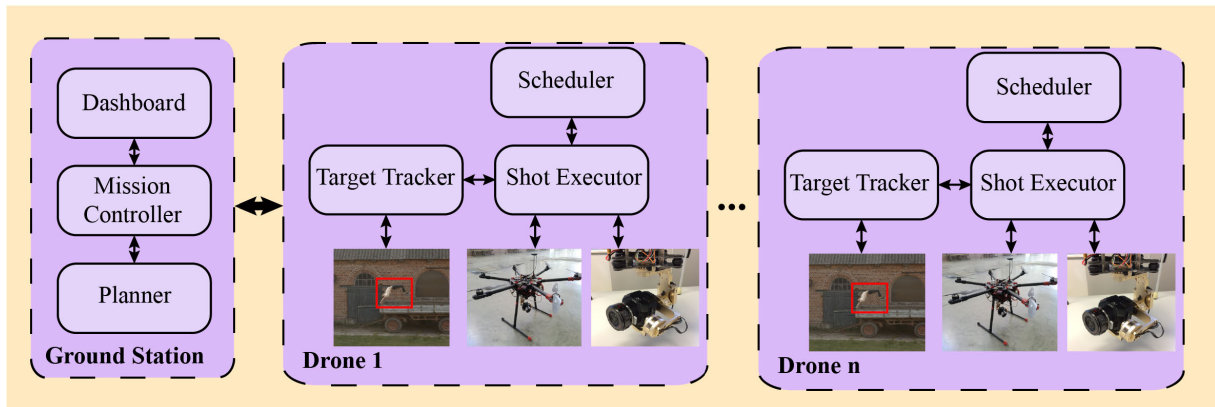 Dashboard
Mission
Controller
Planner
Ground Station
Scheduler
Target Tracker
Shot Executor
Drone 1
...
Scheduler
Target Tracker
Shot Executor
Drone n